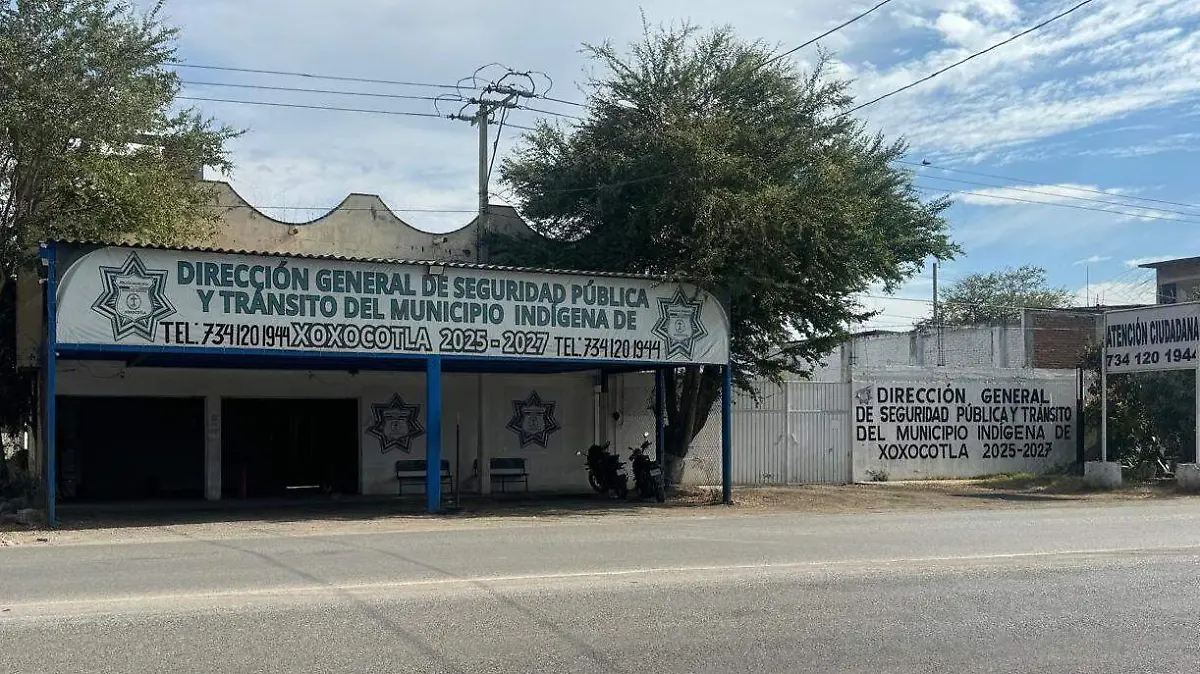 DIRECCIÓN GENERAL DE SEGURIDAD PÚBLICA
Y TRÁNSITO DEL MUNICIPIO INDÍGENA DE
TEL: 734 120 1944 XOXOCOTLA 2025-2027 TEL: 734 120 1944
DIRECCIÓN GENERAL
DE SEGURIDAD PÚBLICA Y TRÁNSITO
DEL MUNICIPIO INDÍGENA DE
XOXOCOTLA 2025-2027
ATENCIÓN CIUDADANA
734 120 1944